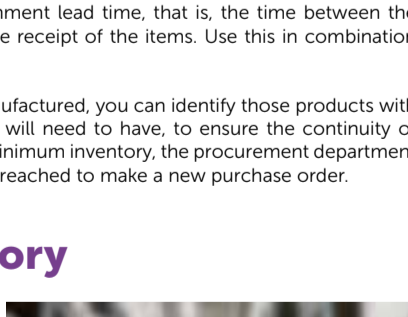 nment lead time, that is, the time between the
e receipt of the items. Use this in combination
ufactured, you can identify those products with
will need to have, to ensure the continuity o
inimum inventory, the procurement departmen
reached to make a new purchase order.
ory